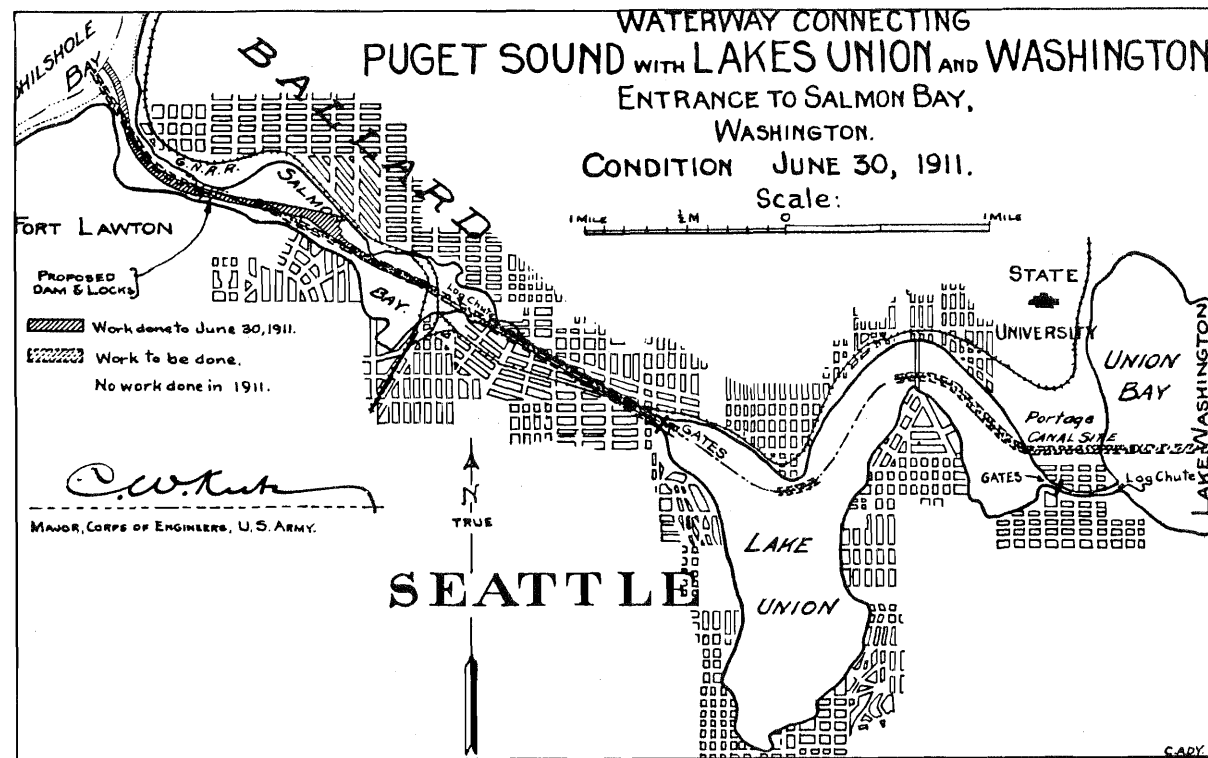 WATERWAY CONNECTING
PUGET SOUND WITH LAKES UNION AND WASHINGTON
ENTRANCE TO SALMON BAY,
WASHINGTON.
CONDITION JUNE 30, 1911.
Scale:
1 MILE ½ M 0 1 MILE
SHILSHOLE
BAY
BALLARD
G.N.R.R.
SALMON
BAY.
FORT LAWTON
PROPOSED
DAM & LOCKS
Work done to June 30, 1911.
Work to be done.
No work done in 1911.
Log Chute
GATES
STATE
UNIVERSITY
UNION
BAY
LAKE WASHINGTON
Portage
CANAL SITE
GATES
Log Chute
LAKE
UNION
N
TRUE
SEATTLE
C.W. Kutz
MAJOR, CORPS OF ENGINEERS, U.S. ARMY.
C. ADY.